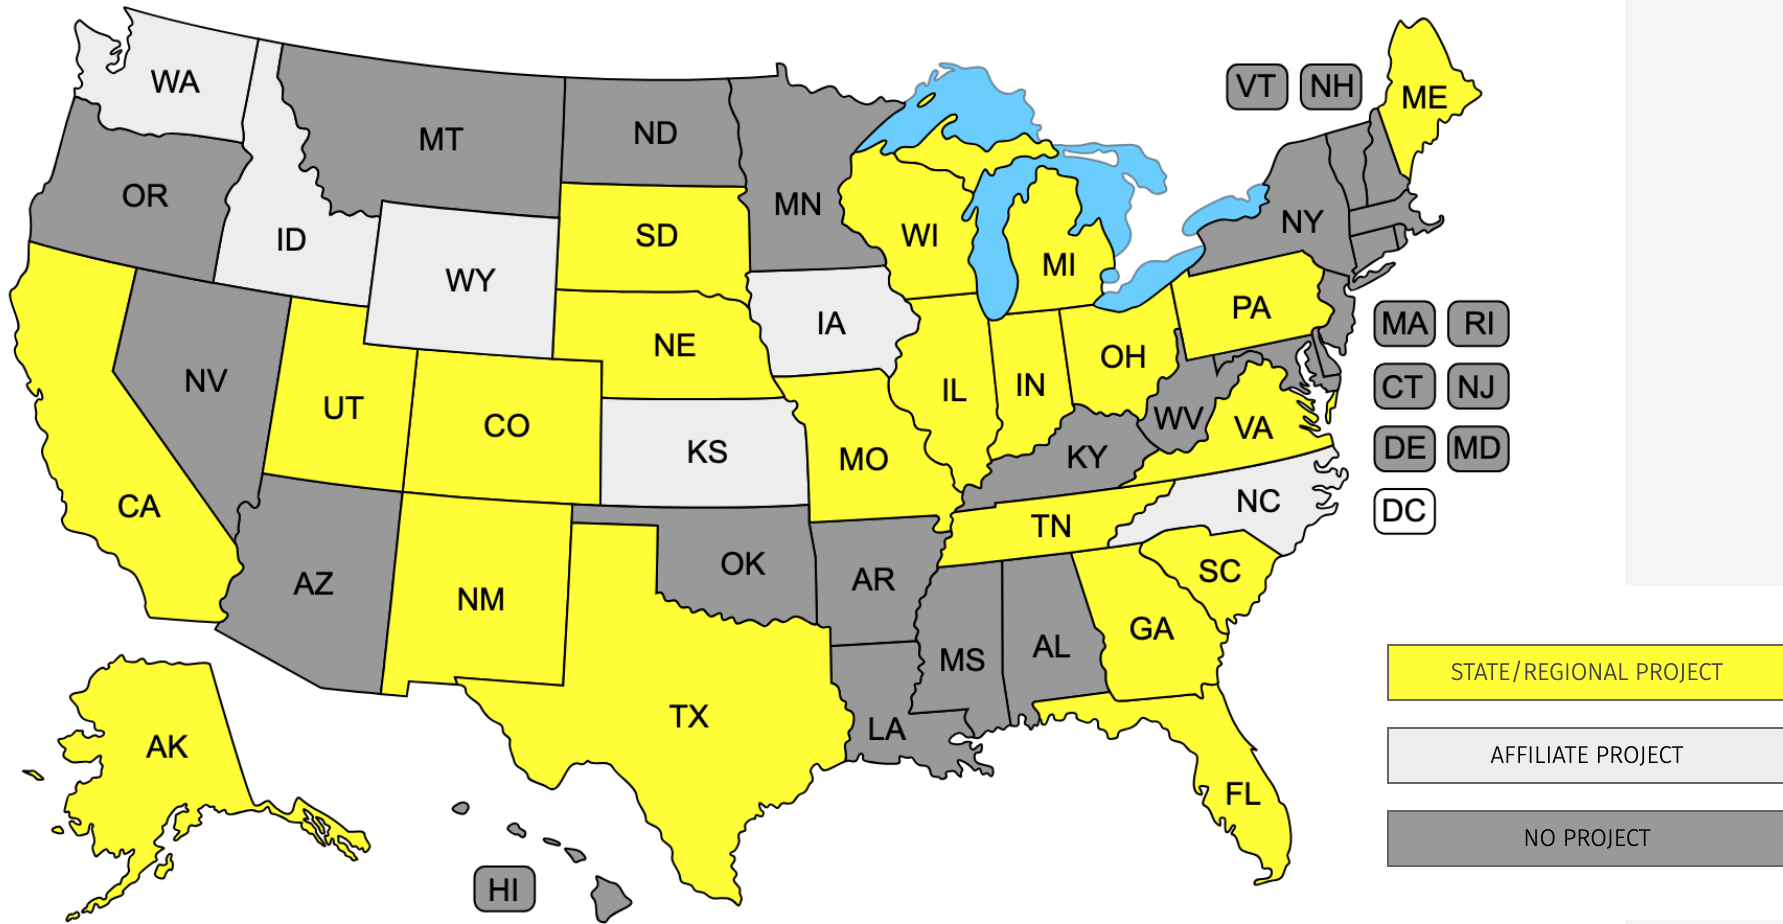 WA
MT
ND
MN
OR
ID
WY
SD
WI
MI
VT
NH
ME
NY
NV
UT
CO
NE
IA
IL
IN
OH
PA
MA
RI
CT
NJ
DE
MD
DC
CA
KS
MO
KY
WV
VA
AZ
NM
OK
AR
TN
NC
SC
TX
LA
MS
AL
GA
FL
AK
HI
STATE/REGIONAL PROJECT
AFFILIATE PROJECT
NO PROJECT